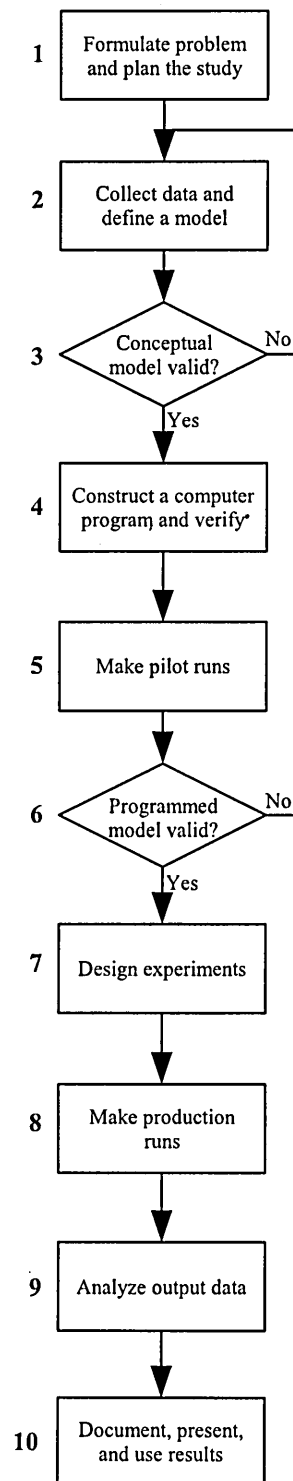 1
Formulate problem
and plan the study
2
Collect data and
define a model
3
Conceptual
model valid?
No
Yes
4
Construct a computer
program and verify
5
Make pilot runs
6
Programmed
model valid?
No
Yes
7
Design experiments
8
Make production
runs
9
Analyze output data
10
Document, present,
and use results